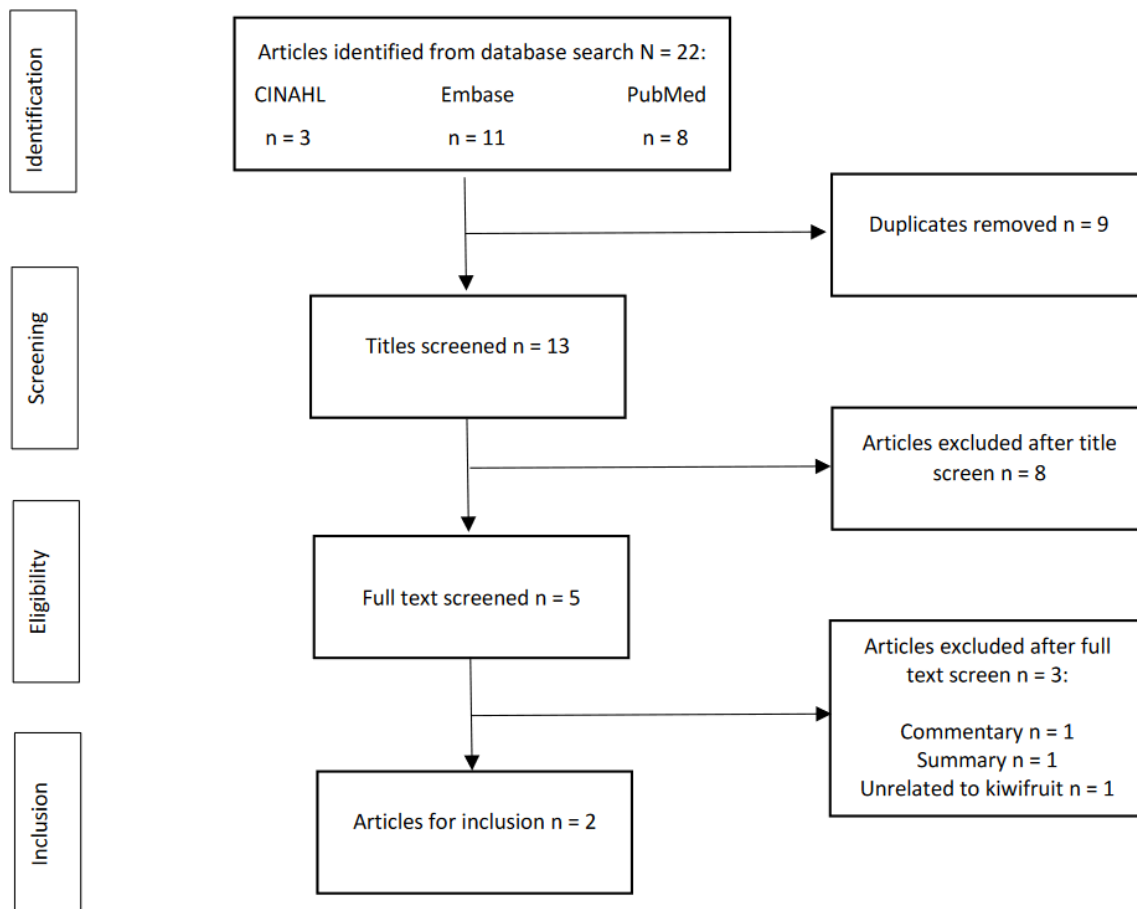 Identification
Articles identified from database search N = 22:
CINAHL Embase PubMed
n = 3 n = 11 n = 8
Duplicates removed n = 9
Screening
Titles screened n = 13
Articles excluded after title
screen n = 8
Eligibility
Full text screened n = 5
Articles excluded after full
text screen n = 3:
Commentary n = 1
Summary n = 1
Unrelated to kiwifruit n = 1
Inclusion
Articles for inclusion n = 2